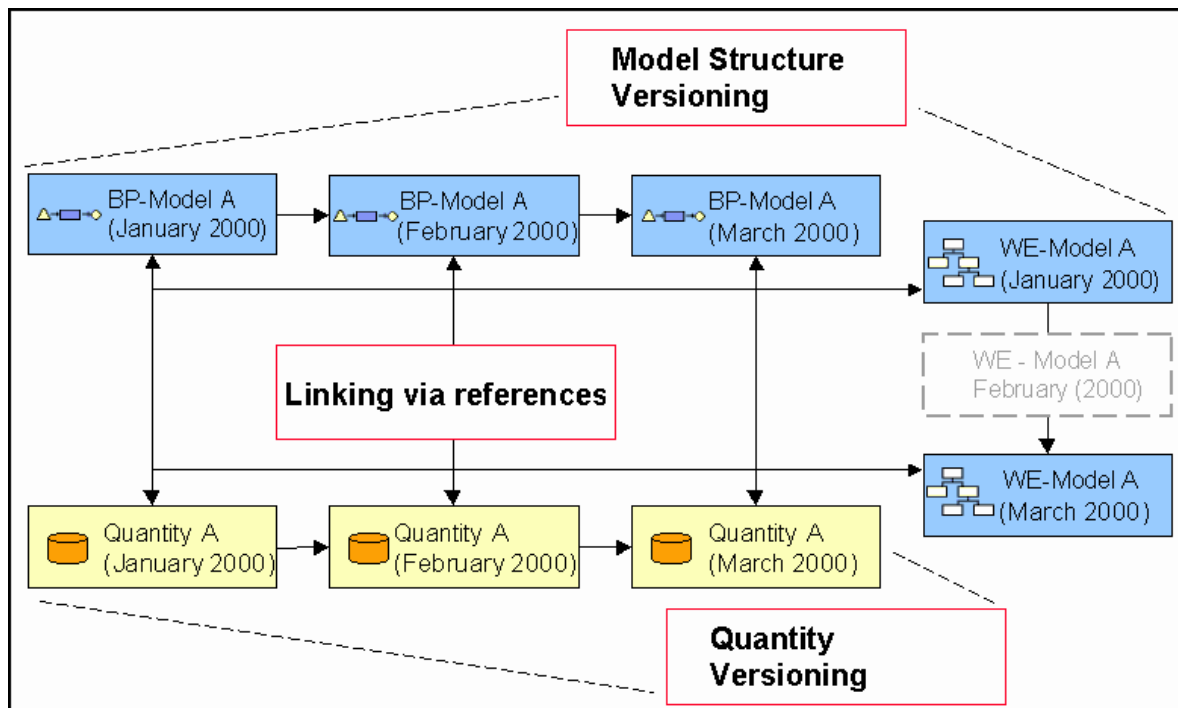 Model Structure
Versioning
BP-Model A
(January 2000)
BP-Model A
(February 2000)
BP-Model A
(March 2000)
WE-Model A
(January 2000)
WE - Model A
February (2000)
Linking via references
WE-Model A
(March 2000)
Quantity A
(January 2000)
Quantity A
(February 2000)
Quantity A
(March 2000)
Quantity
Versioning